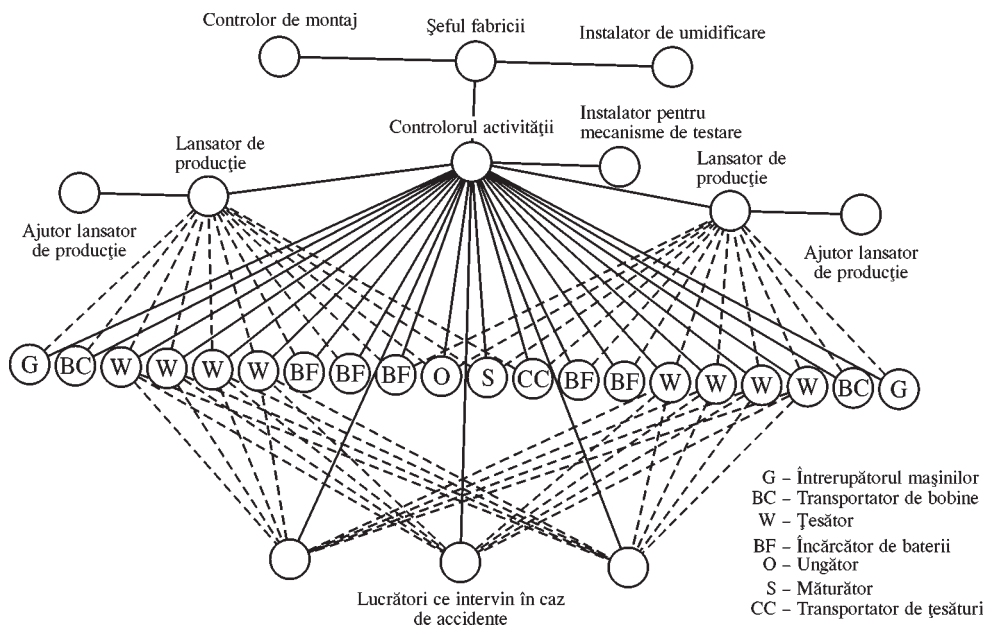 Controlor de montaj
Şeful fabricii
Instalator de umidificare
Controlorul activităţii
Instalator pentru
mecanisme de testare
Lansator de
producţie
Lansator de
producţie
Ajutor lansator
de producţie
Ajutor lansator
de producţie
G BC W W W W BF BF BF O S CC BF BF W W W W BC G
Lucrători ce intervin în caz
de accidente
G – Întrerupătorul maşinilor
BC – Transportator de bobine
W – Ţesător
BF – Încărcător de baterii
O – Ungător
S – Măturător
CC – Transportator de ţesături